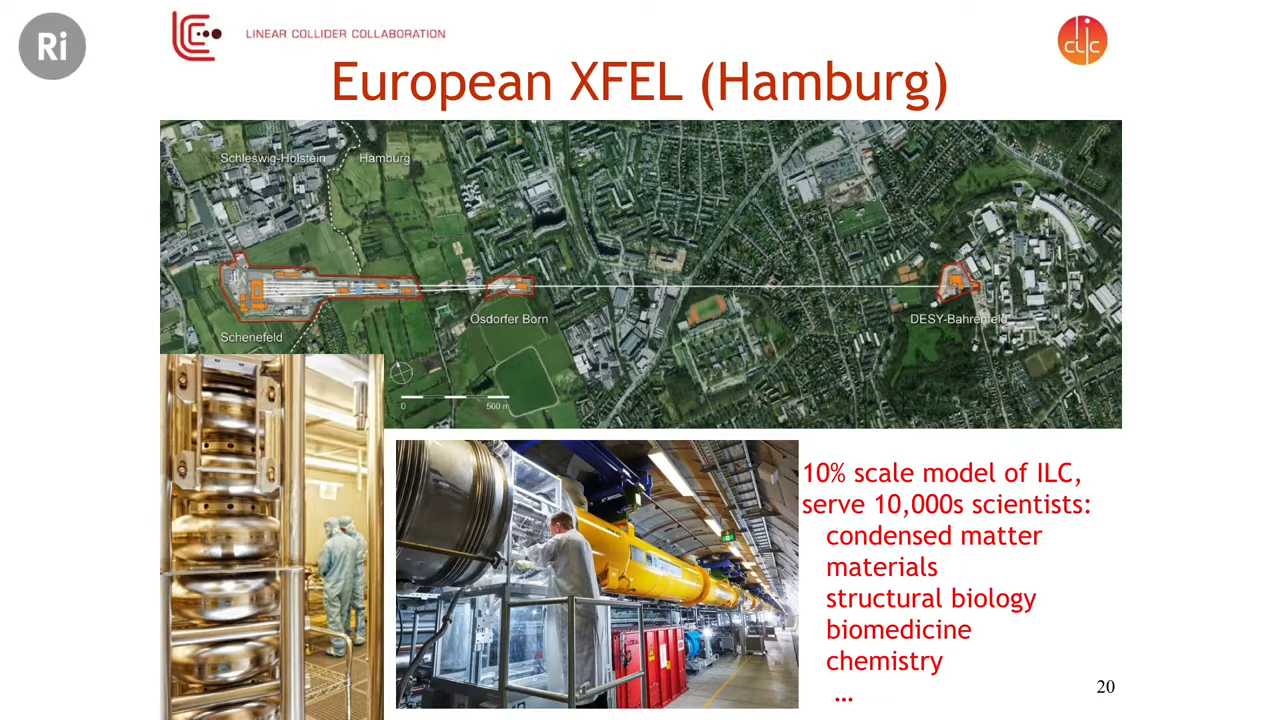 Ri
LINEAR COLLIDER COLLABORATION
clic
European XFEL (Hamburg)
Schleswig-Holstein
Hamburg
Schenefeld
Osdorfer Born
DESY-Bahrenfeld
0
500 m
10% scale model of ILC,
serve 10,000s scientists:
condensed matter
materials
structural biology
biomedicine
chemistry
...
20